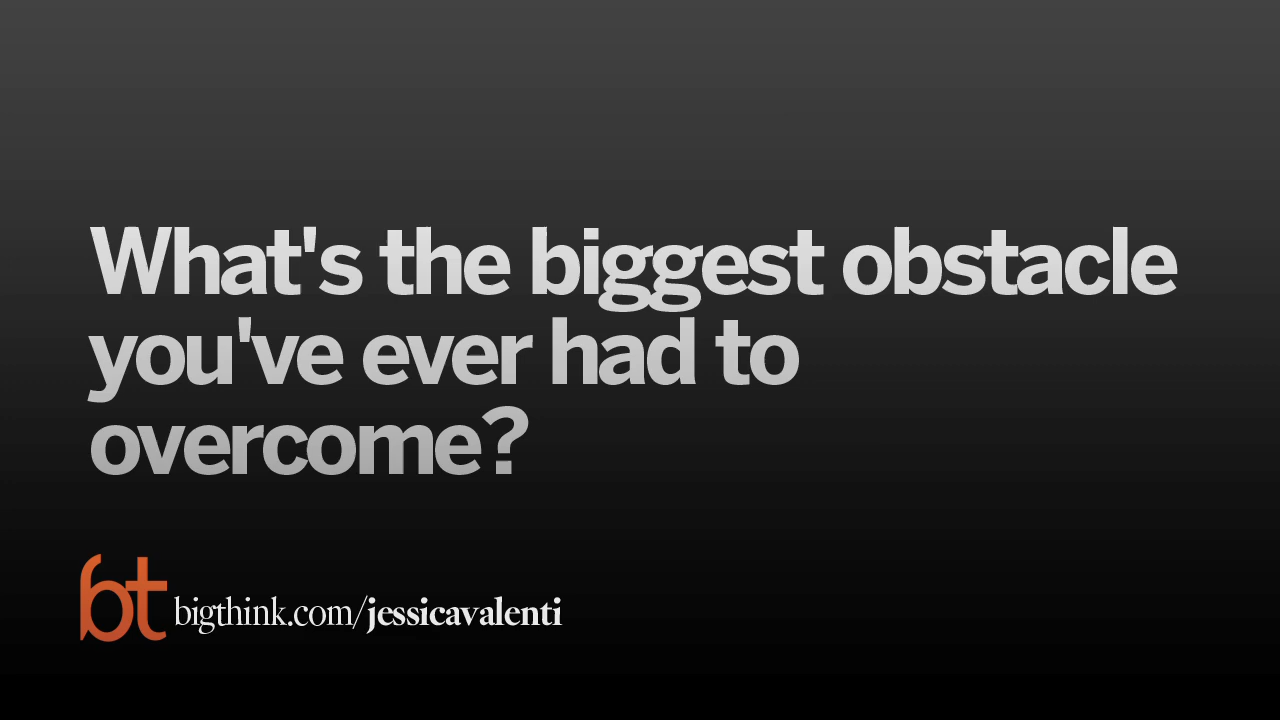 What's the biggest obstacle
you've ever had to
overcome?
bt bigthink.com/jessicavalenti